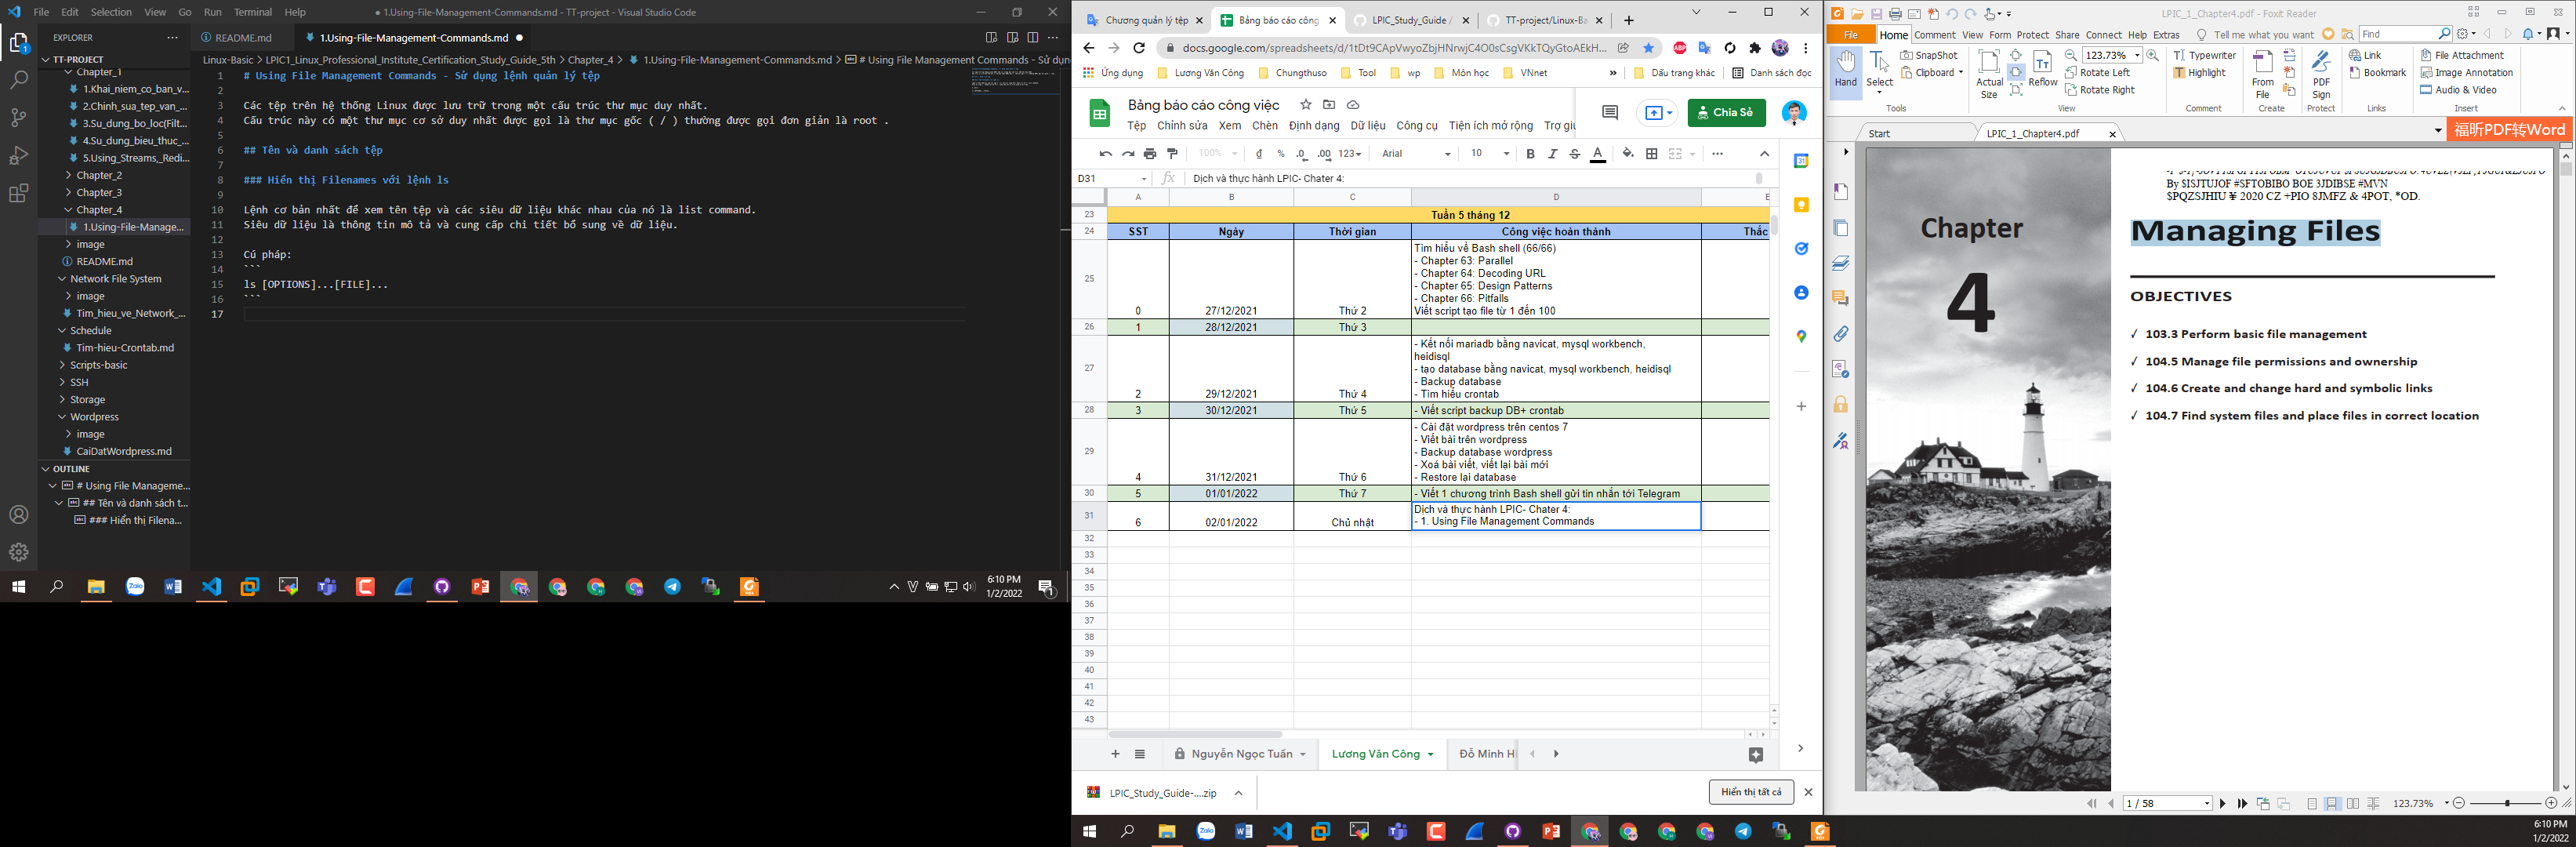 File Edit Selection View Go Run Terminal Help
● 1.Using-File-Management-Commands.md - TT-project - Visual Studio Code
EXPLORER
TT-PROJECT
Chapter_1
1.Khai_niem_co_ban_v...
2.Chinh_sua_tep_van_...
3.Su_dung_bo_loc(Filt...
4.Su_dung_bieu_thuc_...
5.Using_Streams,_Redi...
Chapter_2
Chapter_3
Chapter_4
1.Using-File-Manage...
image
README.md
Network File System
image
Tim_hieu_ve_Network_...
Schedule
Tim-hieu-Crontab.md
Scripts-basic
SSH
Storage
Wordpress
image
CaiDatWordpress.md
OUTLINE
# Using File Manageme...
## Tên và danh sách t...
### Hiển thị Filena...
README.md
1.Using-File-Management-Commands.md
Linux-Basic > LPIC1_Linux_Professional_Institute_Certification_Study_Guide_5th > Chapter_4 > 1.Using-File-Management-Commands.md > # Using File Management Commands - Sử dụn
1 # Using File Management Commands - Sử dụng lệnh quản lý tệp
2
3 Các tệp trên hệ thống Linux được lưu trữ trong một cấu trúc thư mục duy nhất.
4 Cấu trúc này có một thư mục cơ sở duy nhất được gọi là thư mục gốc ( / ) thường được gọi đơn giản là root .
5
6 ## Tên và danh sách tệp
7
8 ### Hiển thị Filenames với lệnh ls
9
10 Lệnh cơ bản nhất để xem tên tệp và các siêu dữ liệu khác nhau của nó là list command.
11 Siêu dữ liệu là thông tin mô tả và cung cấp chi tiết bổ sung về dữ liệu.
12
13 Cú pháp:
14 ```
15 ls [OPTIONS]...[FILE]...
16 ```
17
6:10 PM
1/2/2022
Chương quản lý tệp
Bảng báo cáo công
LPIC_Study_Guide /
TT-project/Linux-Ba
docs.google.com/spreadsheets/d/1tDt9CApVwyoZbjHNrwjC4O0sCsgVKkTQyGtoAEkH...
Ứng dụng Lương Văn Công Chungthuso Tool wp Môn học VNnet » Dấu trang khác Danh sách đọc
Bảng báo cáo công việc
Chia Sẻ
Tệp Chỉnh sửa Xem Chèn Định dạng Dữ liệu Công cụ Tiện ích mở rộng Trợ giú
100% đ % .0 .00 123 Arial 10 B I S A
D31 fx Dịch và thực hành LPIC- Chater 4:
A B C D E
23 Tuần 5 tháng 12
24 SST Ngày Thời gian Công việc hoàn thành Thắc
Tìm hiểu về Bash shell (66/66)
- Chapter 63: Parallel
- Chapter 64: Decoding URL
- Chapter 65: Design Patterns
- Chapter 66: Pitfalls
25 0 27/12/2021 Thứ 2 Viết script tạo file từ 1 đến 100
26 1 28/12/2021 Thứ 3
- Kết nối mariadb bằng navicat, mysql workbench,
heidisql
- tạo database bằng navicat, mysql workbench, heidisql
- Backup database
27 2 29/12/2021 Thứ 4 - Tìm hiểu crontab
28 3 30/12/2021 Thứ 5 - Viết script backup DB+ crontab
- Cài đặt wordpress trên centos 7
- Viết bài trên wordpress
- Backup database wordpress
- Xoá bài viết, viết lại bài mới
29 4 31/12/2021 Thứ 6 - Restore lại database
30 5 01/01/2022 Thứ 7 - Viết 1 chương trình Bash shell gửi tin nhắn tới Telegram
Dịch và thực hành LPIC- Chater 4:
31 6 02/01/2022 Chủ nhật - 1. Using File Management Commands
32
33
34
35
36
37
38
39
40
41
42
43
Nguyễn Ngọc Tuấn Lương Văn Công Đỗ Minh Hi
LPIC_Study_Guide-....zip
Hiển thị tất cả
LPIC_1_Chapter4.pdf - Foxit Reader
File Home Comment View Form Protect Share Connect Help Extras Tell me what you want Find
Hand Select
SnapShot
Clipboard
Actual Size
Reflow
123.73%
Rotate Left
Rotate Right
Typewriter
Highlight
From File
PDF Sign
Link
Bookmark
File Attachment
Image Annotation
Audio & Video
Tools View Comment Create Protect Links Insert
Start LPIC_1_Chapter4.pdf
福昕PDF转Word
By $ISJTUJOF #SFTOBIBO BOE 3JDIBSE #MVN
$PQZSJHIU ¥ 2020 CZ +PIO 8JMFZ & 4POT, *OD.
Chapter
4
Managing Files
OBJECTIVES
✓ 103.3 Perform basic file management
✓ 104.5 Manage file permissions and ownership
✓ 104.6 Create and change hard and symbolic links
✓ 104.7 Find system files and place files in correct location
1 / 58
123.73%
6:10 PM
1/2/2022